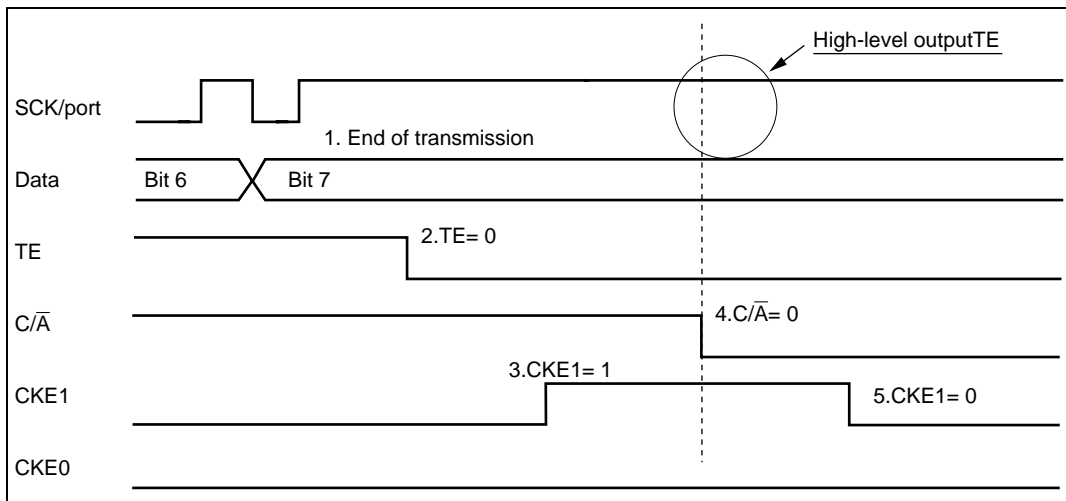 High-level outputTE
SCK/port
1. End of transmission
Data
Bit 6
Bit 7
TE
2.TE= 0
C/A̅
4.C/A̅= 0
3.CKE1= 1
CKE1
5.CKE1= 0
CKE0